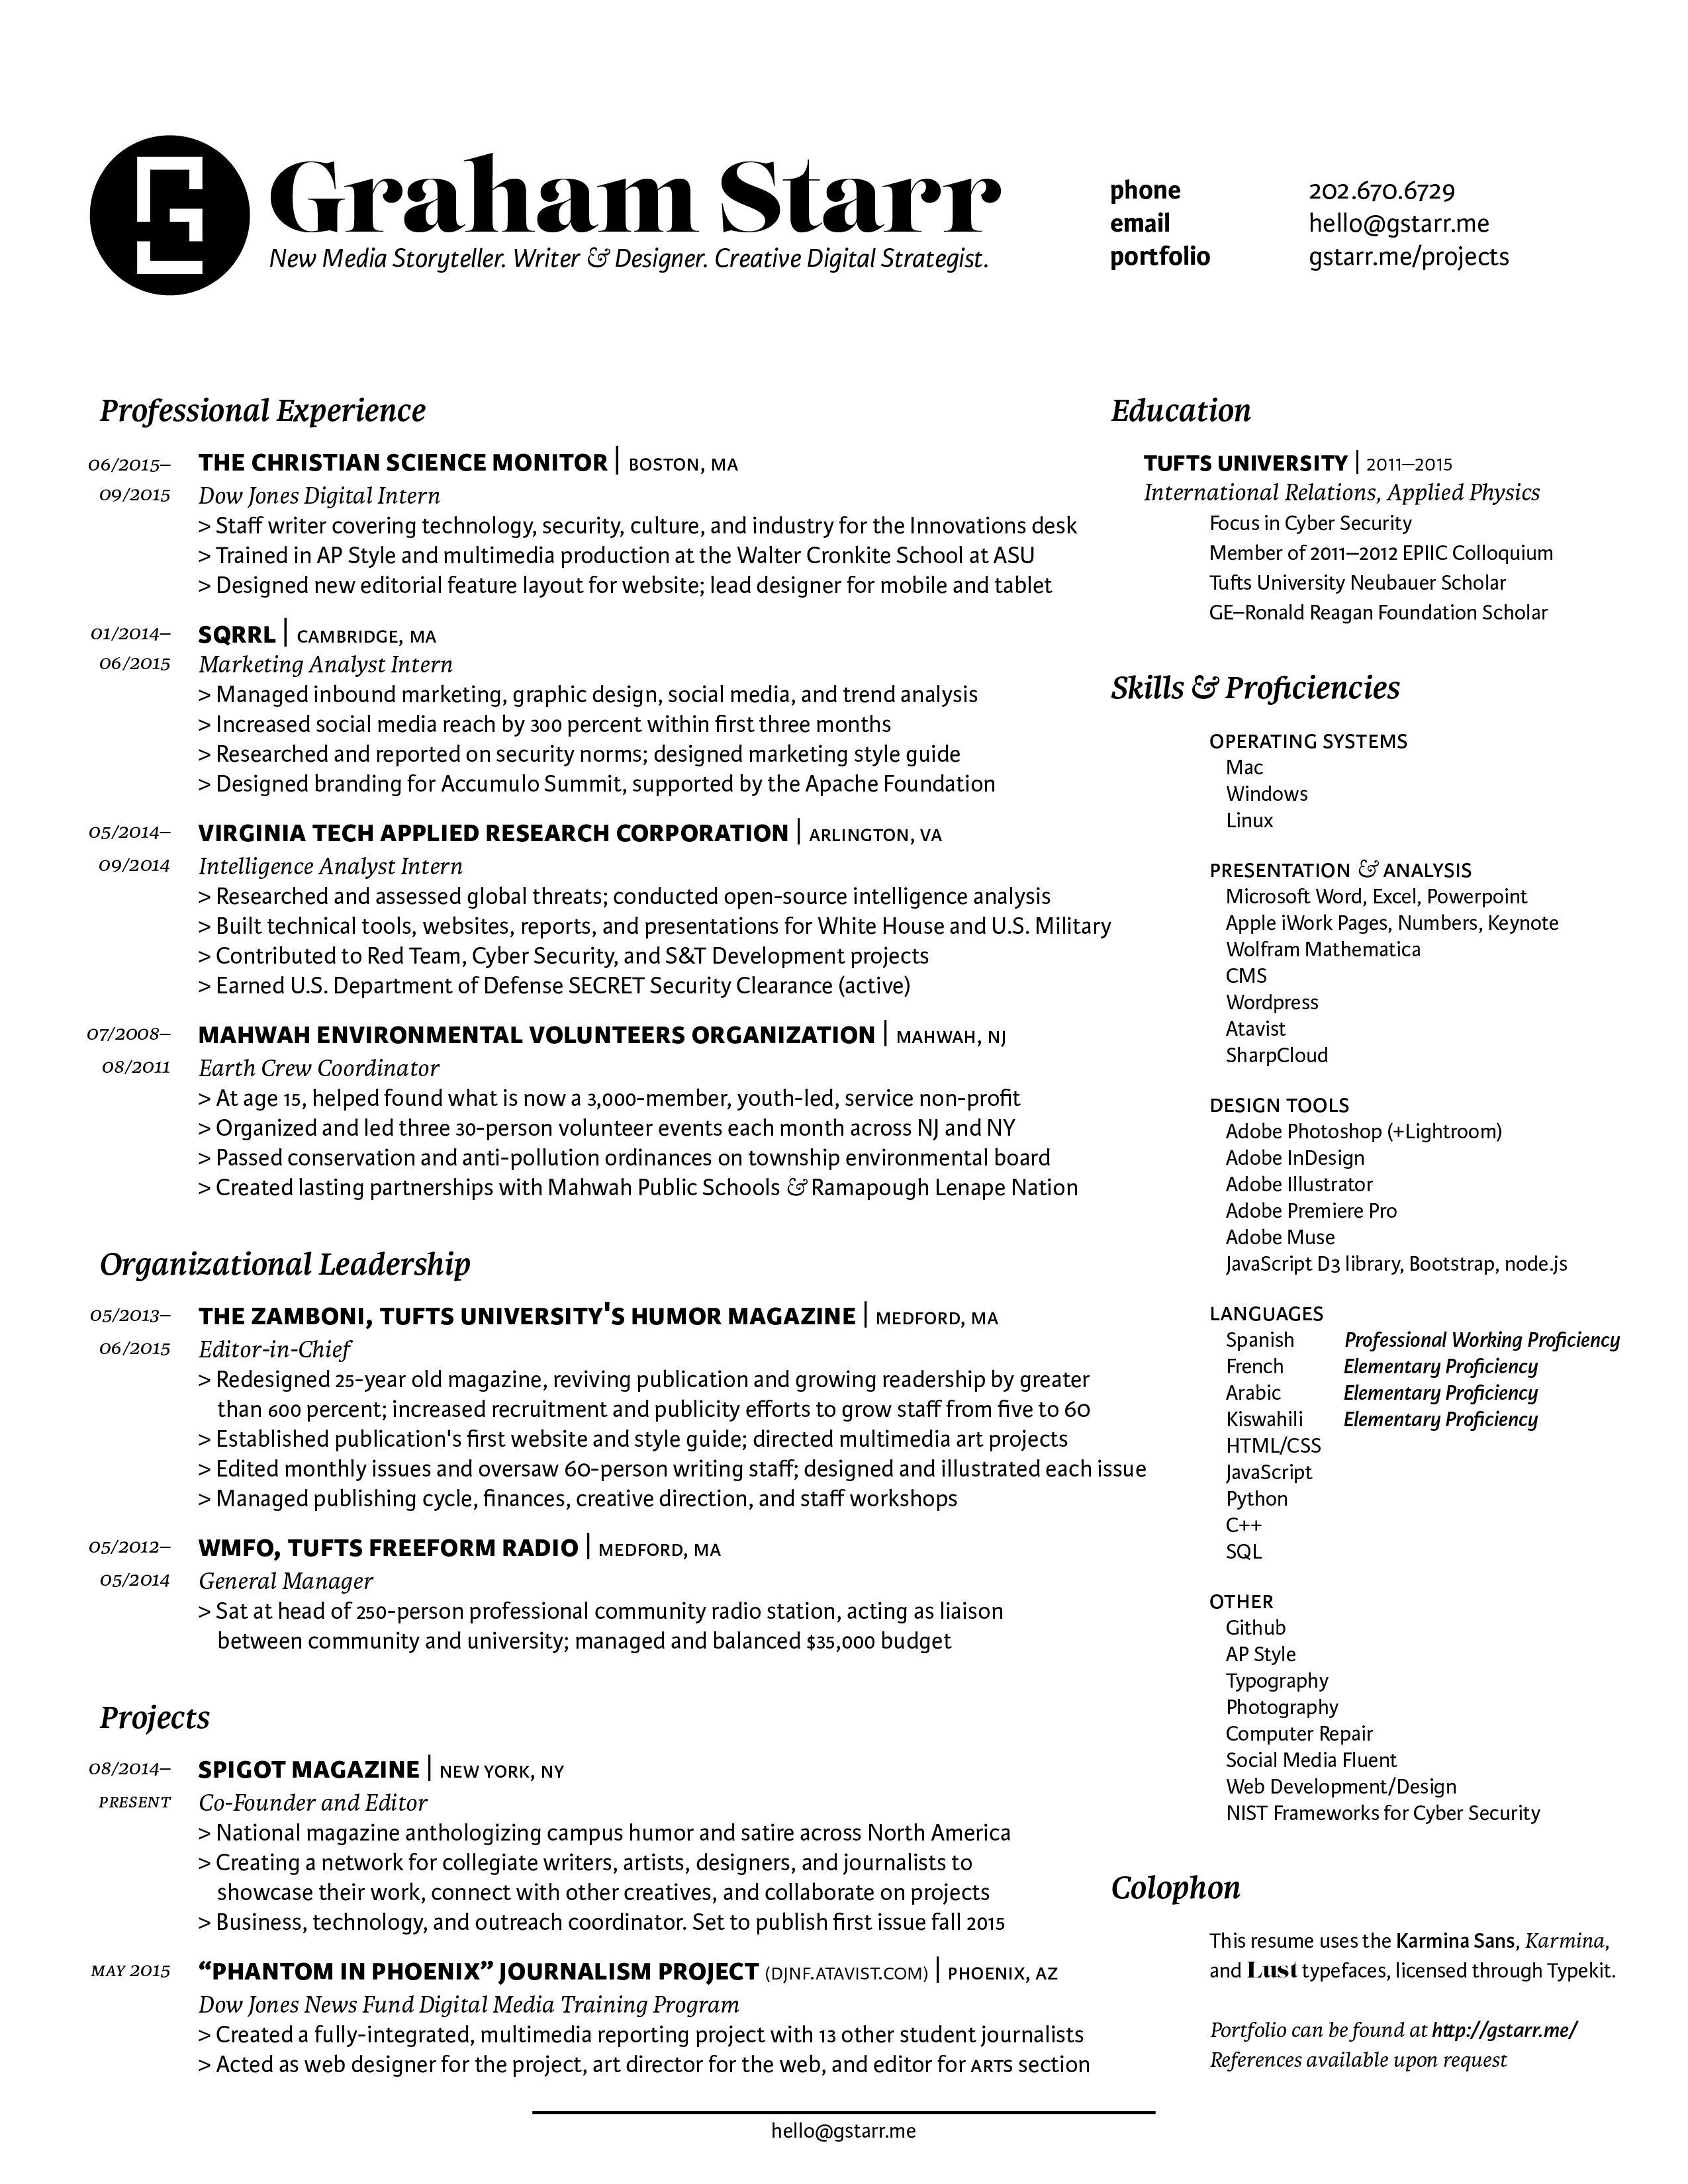 Graham Starr
New Media Storyteller. Writer & Designer. Creative Digital Strategist.
phone 202.670.6729
email hello@gstarr.me
portfolio gstarr.me/projects
Professional Experience
06/2015– THE CHRISTIAN SCIENCE MONITOR | BOSTON, MA
09/2015 Dow Jones Digital Intern
> Staff writer covering technology, security, culture, and industry for the Innovations desk
> Trained in AP Style and multimedia production at the Walter Cronkite School at ASU
> Designed new editorial feature layout for website; lead designer for mobile and tablet
01/2014– SQRRL | CAMBRIDGE, MA
06/2015 Marketing Analyst Intern
> Managed inbound marketing, graphic design, social media, and trend analysis
> Increased social media reach by 300 percent within first three months
> Researched and reported on security norms; designed marketing style guide
> Designed branding for Accumulo Summit, supported by the Apache Foundation
05/2014– VIRGINIA TECH APPLIED RESEARCH CORPORATION | ARLINGTON, VA
09/2014 Intelligence Analyst Intern
> Researched and assessed global threats; conducted open-source intelligence analysis
> Built technical tools, websites, reports, and presentations for White House and U.S. Military
> Contributed to Red Team, Cyber Security, and S&T Development projects
> Earned U.S. Department of Defense SECRET Security Clearance (active)
07/2008– MAHWAH ENVIRONMENTAL VOLUNTEERS ORGANIZATION | MAHWAH, NJ
08/2011 Earth Crew Coordinator
> At age 15, helped found what is now a 3,000-member, youth-led, service non-profit
> Organized and led three 30-person volunteer events each month across NJ and NY
> Passed conservation and anti-pollution ordinances on township environmental board
> Created lasting partnerships with Mahwah Public Schools & Ramapough Lenape Nation
Organizational Leadership
05/2013– THE ZAMBONI, TUFTS UNIVERSITY'S HUMOR MAGAZINE | MEDFORD, MA
06/2015 Editor-in-Chief
> Redesigned 25-year old magazine, reviving publication and growing readership by greater
than 600 percent; increased recruitment and publicity efforts to grow staff from five to 60
> Established publication's first website and style guide; directed multimedia art projects
> Edited monthly issues and oversaw 60-person writing staff; designed and illustrated each issue
> Managed publishing cycle, finances, creative direction, and staff workshops
05/2012– WMFO, TUFTS FREEFORM RADIO | MEDFORD, MA
05/2014 General Manager
> Sat at head of 250-person professional community radio station, acting as liaison
between community and university; managed and balanced $35,000 budget
Projects
08/2014– SPIGOT MAGAZINE | NEW YORK, NY
PRESENT Co-Founder and Editor
> National magazine anthologizing campus humor and satire across North America
> Creating a network for collegiate writers, artists, designers, and journalists to
showcase their work, connect with other creatives, and collaborate on projects
> Business, technology, and outreach coordinator. Set to publish first issue fall 2015
MAY 2015 “PHANTOM IN PHOENIX” JOURNALISM PROJECT (DJNF.ATAVIST.COM) | PHOENIX, AZ
Dow Jones News Fund Digital Media Training Program
> Created a fully-integrated, multimedia reporting project with 13 other student journalists
> Acted as web designer for the project, art director for the web, and editor for ARTS section
Education
TUFTS UNIVERSITY | 2011–2015
International Relations, Applied Physics
Focus in Cyber Security
Member of 2011–2012 EPIIC Colloquium
Tufts University Neubauer Scholar
GE–Ronald Reagan Foundation Scholar
Skills & Proficiencies
OPERATING SYSTEMS
Mac
Windows
Linux
PRESENTATION & ANALYSIS
Microsoft Word, Excel, Powerpoint
Apple iWork Pages, Numbers, Keynote
Wolfram Mathematica
CMS
Wordpress
Atavist
SharpCloud
DESIGN TOOLS
Adobe Photoshop (+Lightroom)
Adobe InDesign
Adobe Illustrator
Adobe Premiere Pro
Adobe Muse
JavaScript D3 library, Bootstrap, node.js
LANGUAGES
Spanish Professional Working Proficiency
French Elementary Proficiency
Arabic Elementary Proficiency
Kiswahili Elementary Proficiency
HTML/CSS
JavaScript
Python
C++
SQL
OTHER
Github
AP Style
Typography
Photography
Computer Repair
Social Media Fluent
Web Development/Design
NIST Frameworks for Cyber Security
Colophon
This resume uses the Karmina Sans, Karmina,
and Lust typefaces, licensed through Typekit.
Portfolio can be found at http://gstarr.me/
References available upon request
hello@gstarr.me